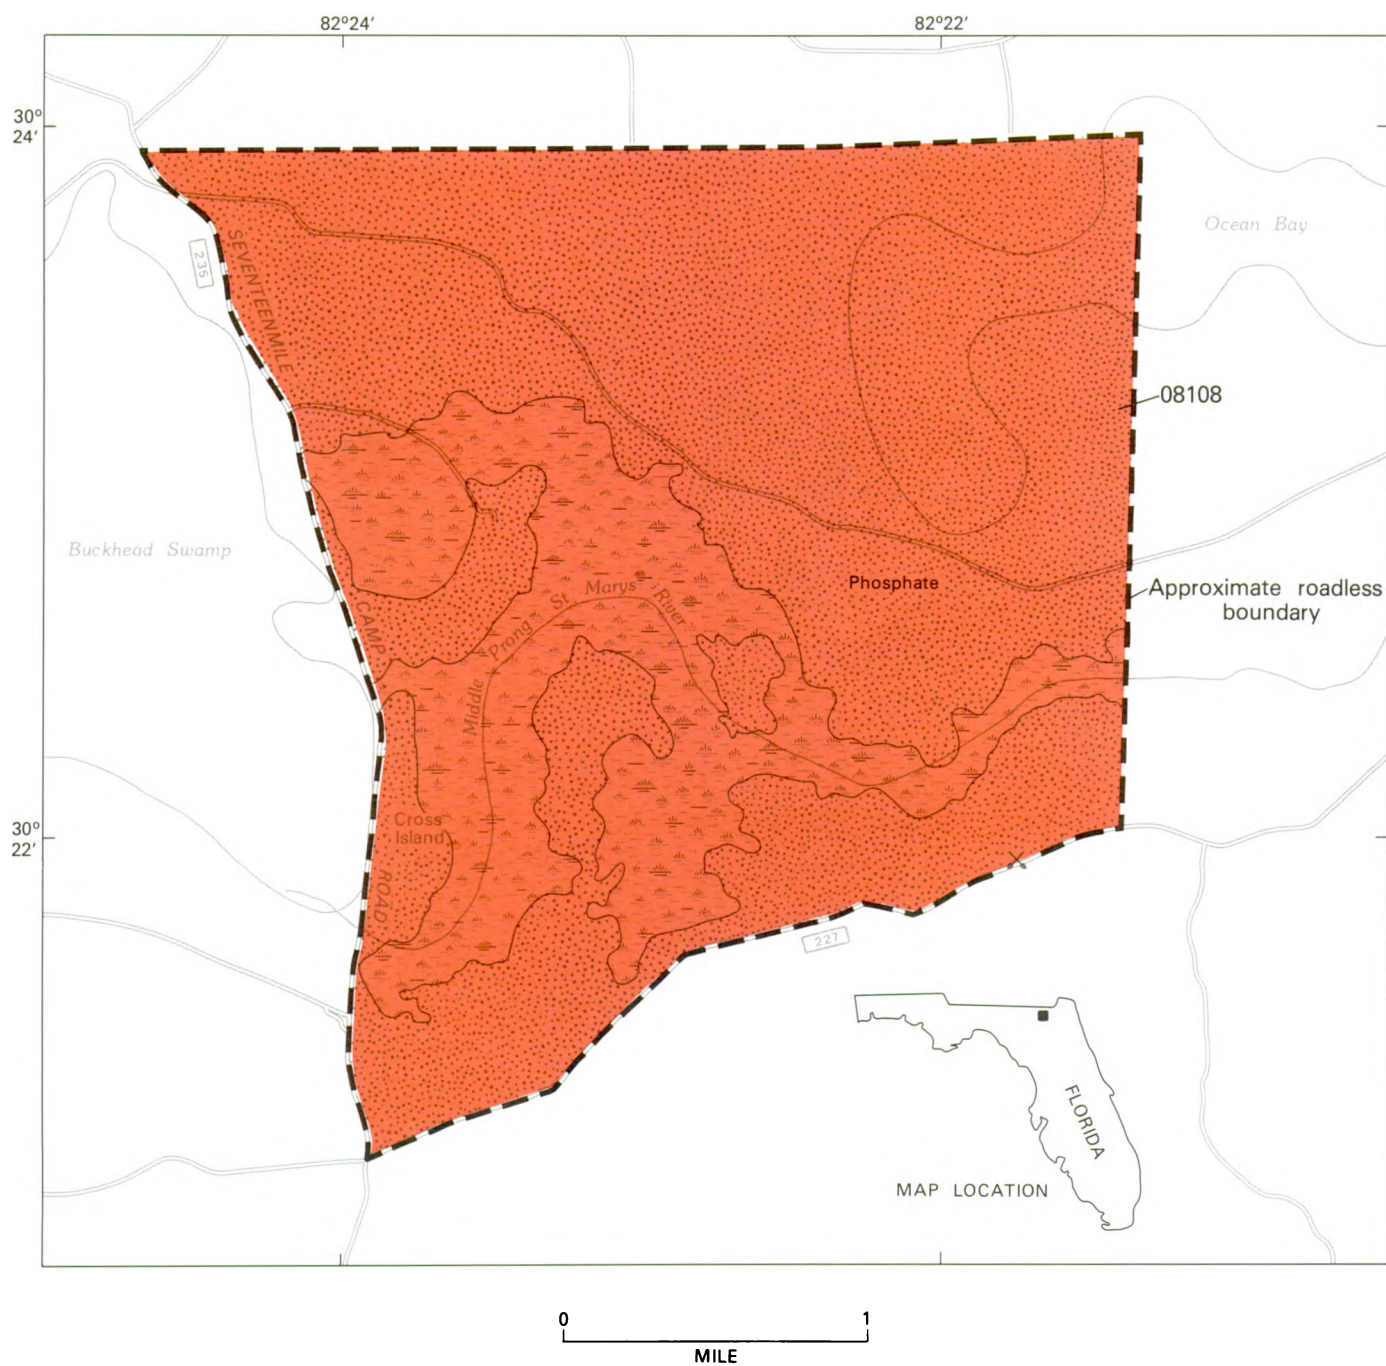 82°24′
82°22′
30°
24′
Ocean Bay
SEVENTEENMILE
235
08108
Buckhead Swamp
Phosphate
Approximate roadless
boundary
CAMP
Middle Prong St Marys River
Cross
Island
30°
22′
ROAD
227
FLORIDA
MAP LOCATION
0 1
MILE